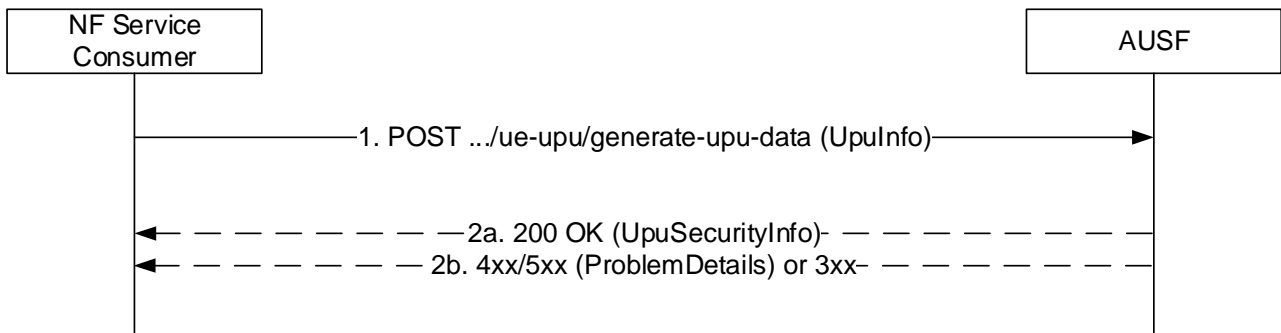 NF Service
Consumer
AUSF
1. POST .../ue-upu/generate-upu-data (UpuInfo)
2a. 200 OK (UpuSecurityInfo)
2b. 4xx/5xx (ProblemDetails) or 3xx